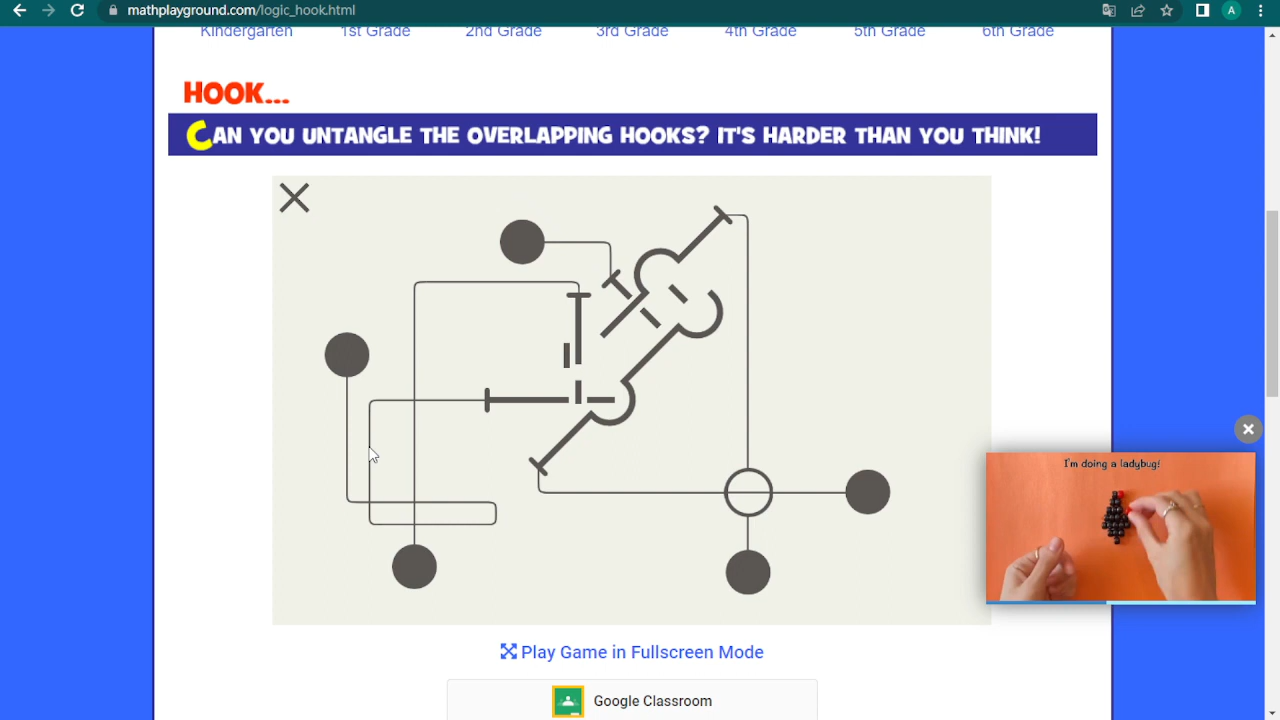 mathplayground.com/logic_hook.html
A
Kindergarten 1st Grade 2nd Grade 3rd Grade 4th Grade 5th Grade 6th Grade
HOOK...
CAN YOU UNTANGLE THE OVERLAPPING HOOKS? IT'S HARDER THAN YOU THINK!
I'm doing a ladybug!
Play Game in Fullscreen Mode
Google Classroom